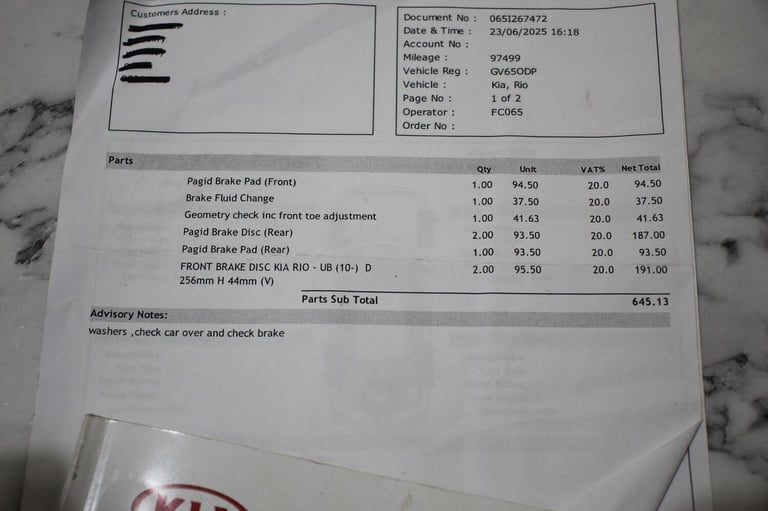 Customers Address :
Document No : 065I267472
Date & Time : 23/06/2025 16:18
Account No :
Mileage : 97499
Vehicle Reg : GV65ODP
Vehicle : Kia, Rio
Page No : 1 of 2
Operator : FC065
Order No :
Parts Qty Unit VAT% Net Total
Pagid Brake Pad (Front) 1.00 94.50 20.0 94.50
Brake Fluid Change 1.00 37.50 20.0 37.50
Geometry check inc front toe adjustment 1.00 41.63 20.0 41.63
Pagid Brake Disc (Rear) 2.00 93.50 20.0 187.00
Pagid Brake Pad (Rear) 1.00 93.50 20.0 93.50
FRONT BRAKE DISC KIA RIO - UB (10-) D 2.00 95.50 20.0 191.00
256mm H 44mm (V)
Parts Sub Total 645.13
Advisory Notes:
washers ,check car over and check brake
KIA